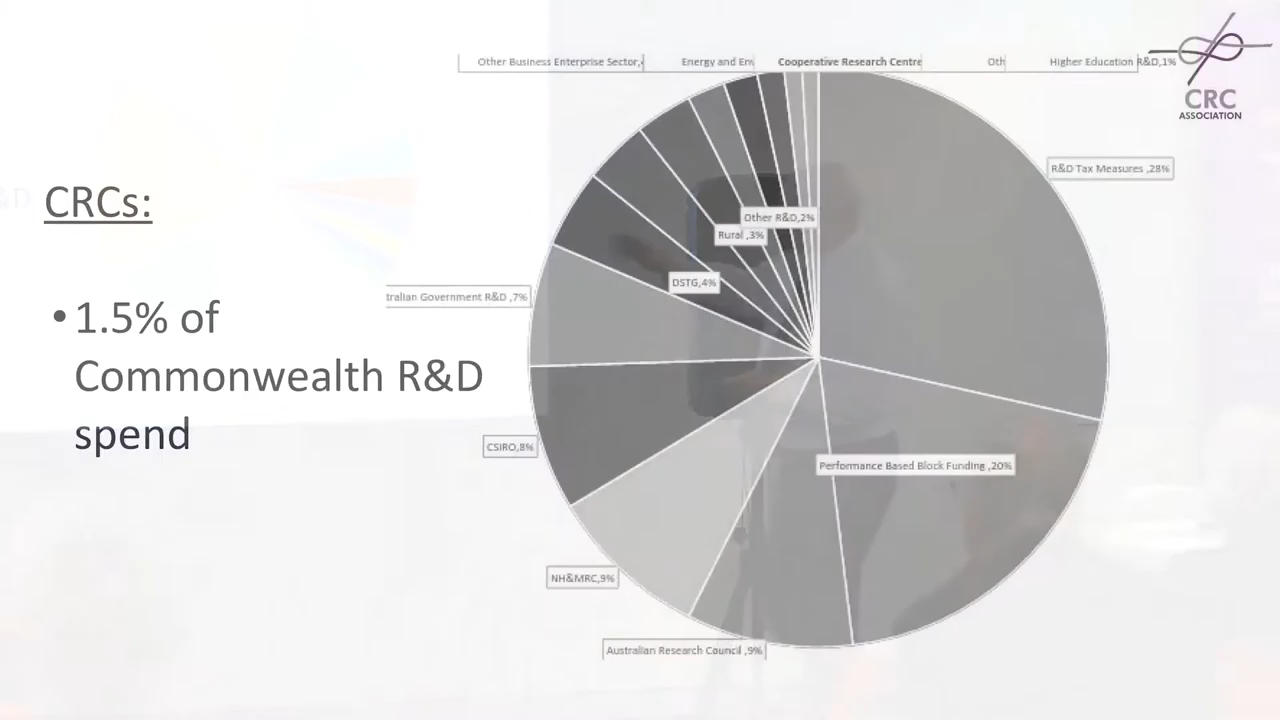 Other Business Enterprise Sector,
Energy and
Cooperative Research Centre
Higher Education R&D,1%
CRC
ASSOCIATION
R&D Tax Measures ,28%
CRCs:
Other R&D,2%
Rural ,3%
DSTG,4%
tralian Government R&D ,7%
• 1.5% of
Commonwealth R&D
spend
CSIRO,8%
Performance Based Block Funding ,20%
NH&MRC,9%
Australian Research Council ,9%